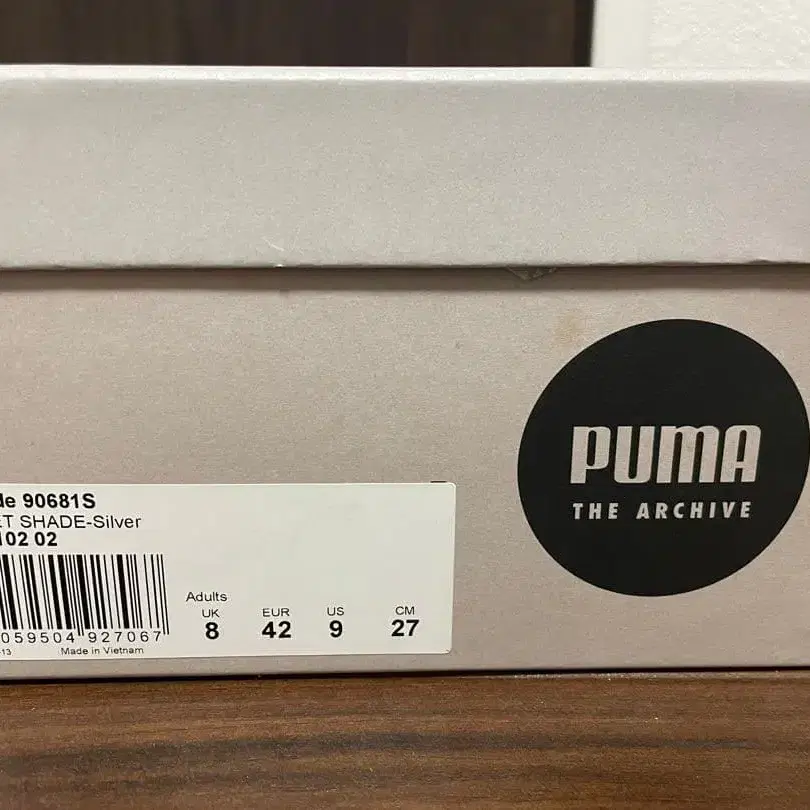 PUMA
THE ARCHIVE
de 90681S
ET SHADE-Silver
102 02
Adults
UK EUR US CM
8 42 9 27
059504 927067
-13 Made in Vietnam